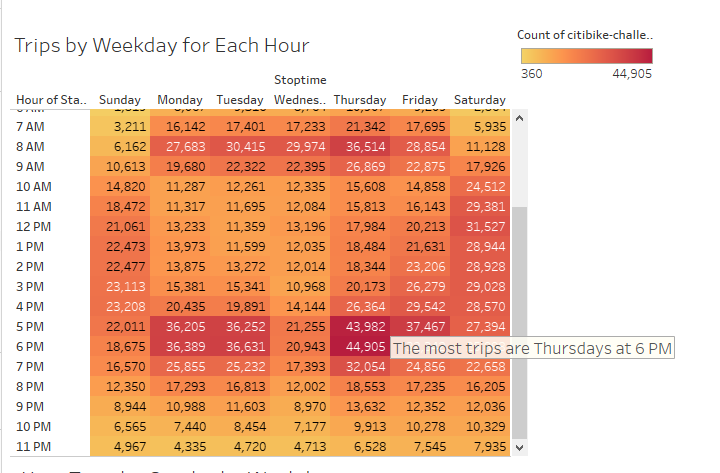 Trips by Weekday for Each Hour
Count of citibike-challe..
360 44,905
Stoptime
Hour of Sta.. Sunday Monday Tuesday Wednes.. Thursday Friday Saturday
7 AM 3,211 16,142 17,401 17,233 21,342 17,695 5,935
8 AM 6,162 27,683 30,415 29,974 36,514 28,854 11,128
9 AM 10,613 19,680 22,322 22,395 26,869 22,875 17,926
10 AM 14,820 11,287 12,261 12,335 15,608 14,858 24,512
11 AM 18,472 11,317 11,695 12,084 15,813 16,143 29,381
12 PM 21,061 13,233 11,359 13,196 17,984 20,213 31,527
1 PM 22,473 13,973 11,599 12,035 18,484 21,631 28,944
2 PM 22,477 13,875 13,272 12,014 18,344 23,206 28,928
3 PM 23,113 15,381 15,341 10,968 20,173 26,279 29,028
4 PM 23,208 20,435 19,891 14,144 26,364 29,542 28,570
5 PM 22,011 36,205 36,252 21,255 43,982 37,467 27,394
6 PM 18,675 36,389 36,631 20,943 44,905 The most trips are Thursdays at 6 PM
7 PM 16,570 25,855 25,232 17,393 32,054 24,856 22,658
8 PM 12,350 17,293 16,813 12,002 18,553 17,235 16,205
9 PM 8,944 10,988 11,603 8,970 13,632 12,352 12,036
10 PM 6,565 7,440 8,454 7,177 9,913 10,278 10,329
11 PM 4,967 4,335 4,720 4,713 6,528 7,545 7,935